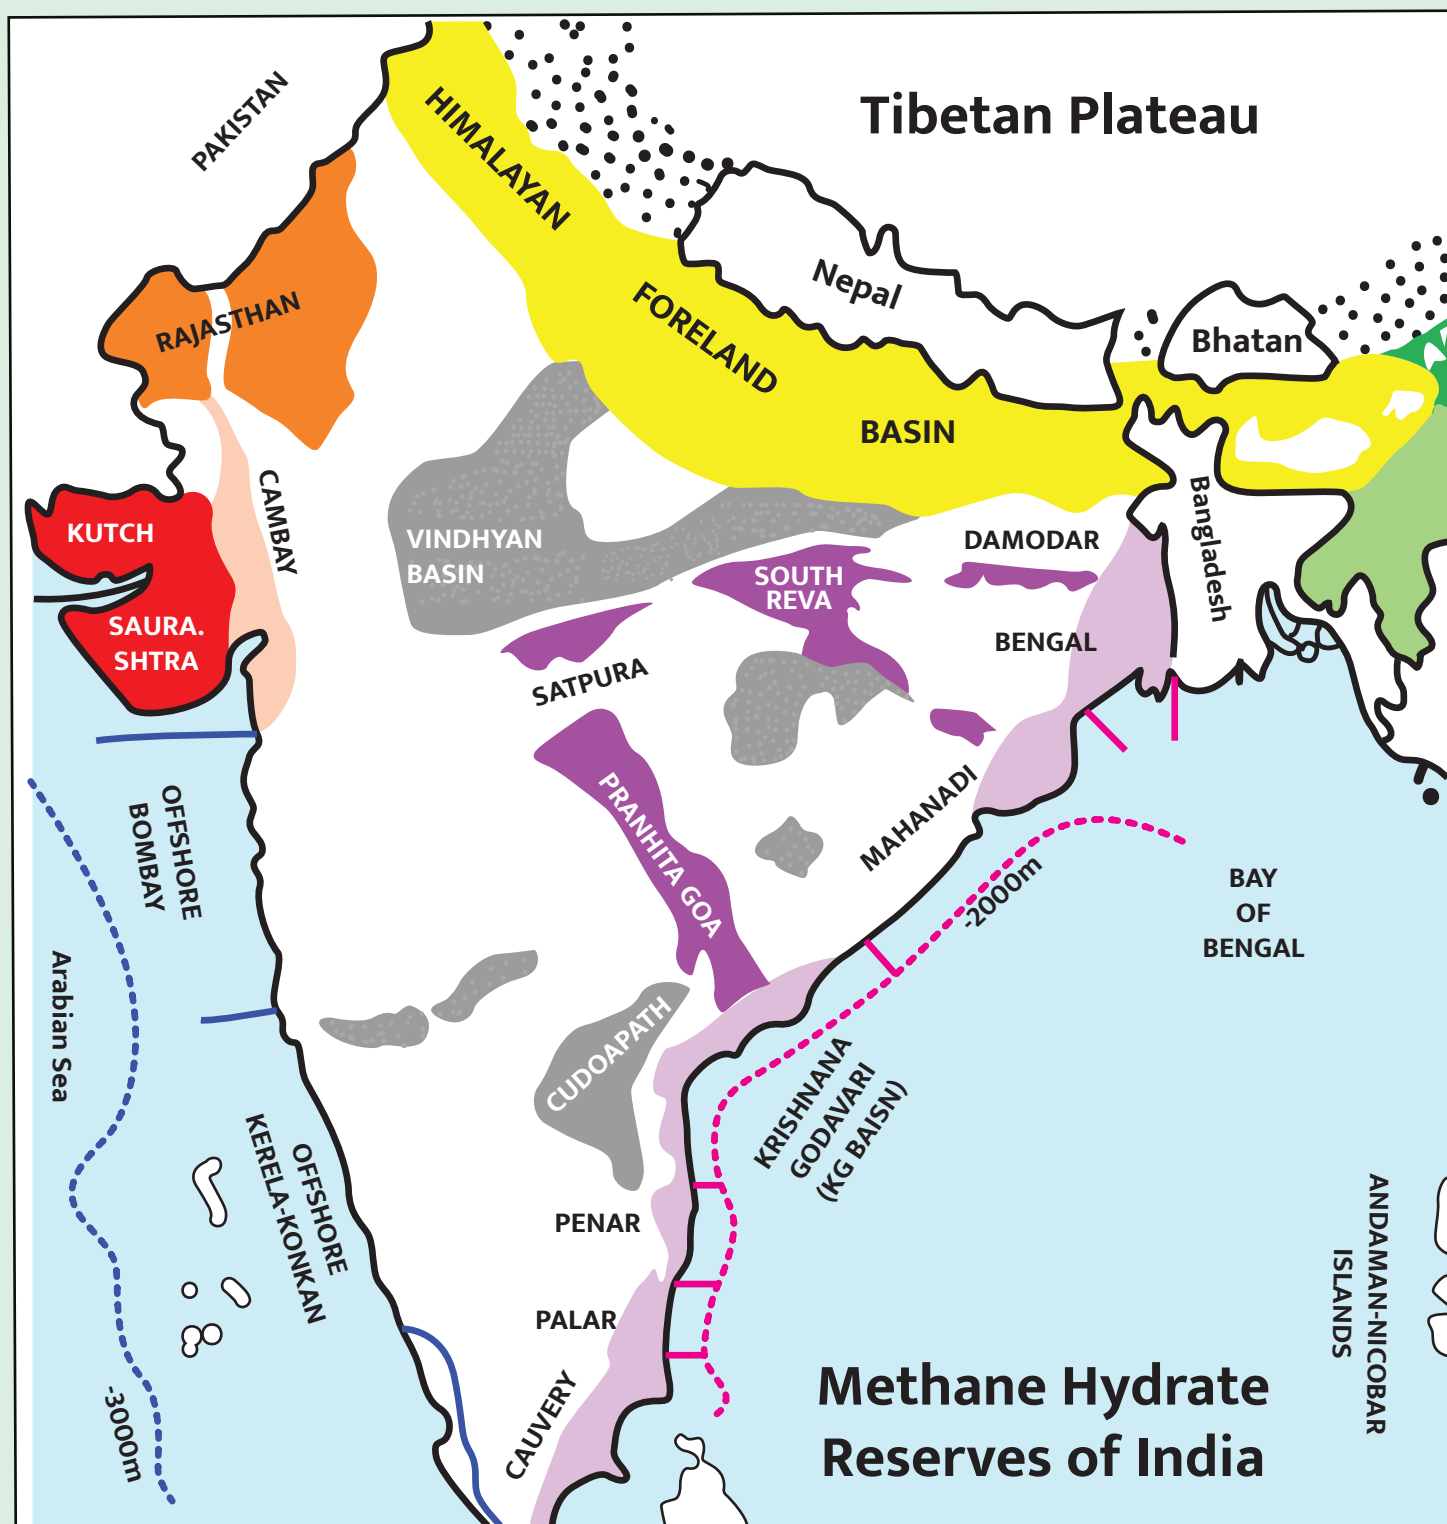 Tibetan Plateau
PAKISTAN
HIMALAYAN
FORELAND
BASIN
Nepal
Bhatan
RAJASTHAN
CAMBAY
KUTCH
SAURA.
SHTRA
VINDHYAN
BASIN
SOUTH
REVA
DAMODAR
Bangladesh
BENGAL
SATPURA
PRANHITA GOA
MAHANADI
OFFSHORE
BOMBAY
-2000m
BAY
OF
BENGAL
Arabian Sea
CUDOAPATH
KRISHNANA
GODAVARI
(KG BAISN)
OFFSHORE
KERELA-KONKAN
PENAR
PALAR
CAUVERY
-3000m
ANDAMAN-NICOBAR
ISLANDS
Methane Hydrate
Reserves of India